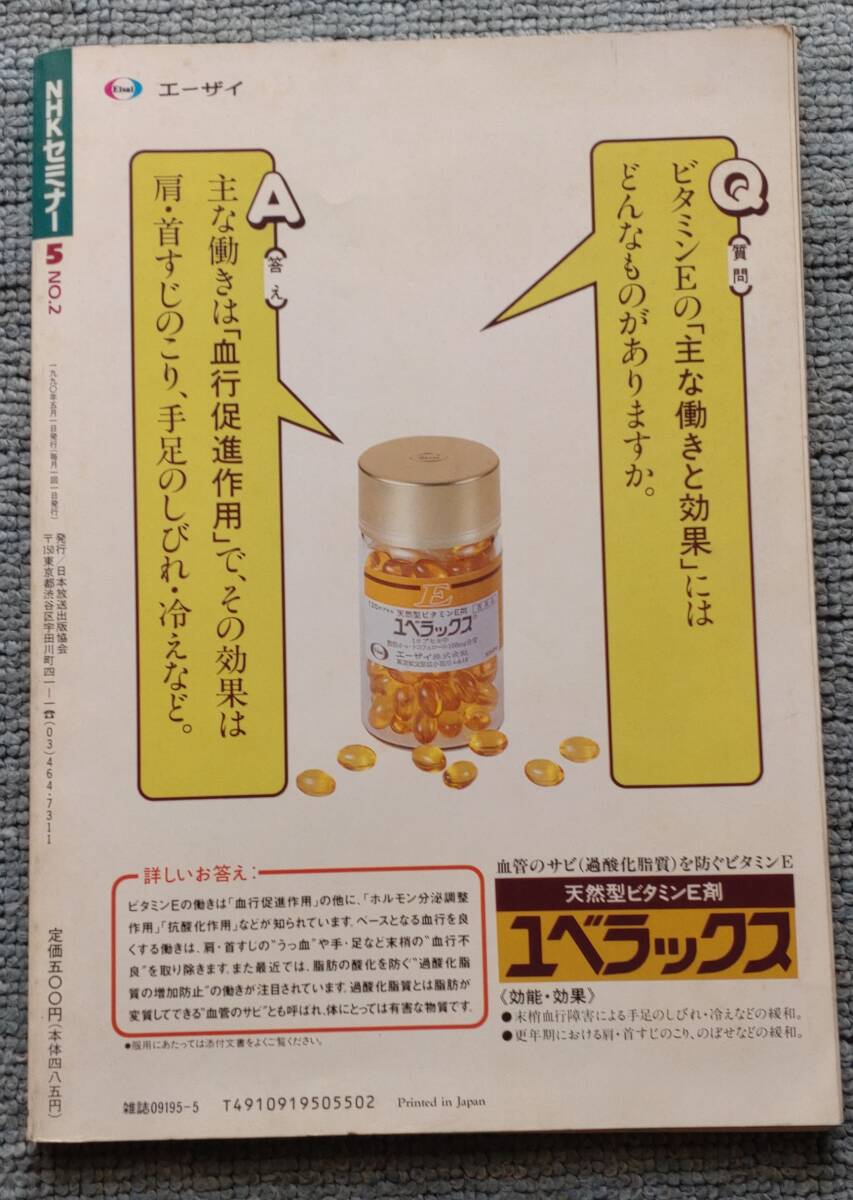 NHKセミナー
5 NO.2
一九九〇年五月一日発行(毎月一回一日発行)
発行/日本放送出版協会
〒150東京都渋谷区宇田川町四一―一☎(03)464-7311
定価五〇〇円(本体四八五円)
Eisai
エーザイ
Q
質問
ビタミンEの「主な働きと効果」には
どんなものがありますか。
A
答え
主な働きは「血行促進作用」で、その効果は
肩・首すじのこり、手足のしびれ・冷えなど。
E
天然型ビタミンE剤
ユベラックス
エーザイ株式会社
詳しいお答え:
ビタミンEの働きは「血行促進作用」の他に、「ホルモン分泌調整
作用」「抗酸化作用」などが知られています。ベースとなる血行を良
くする働きは、肩・首すじの"うっ血"や手・足など末梢の"血行不
良"を取り除きます。また最近では、脂肪の酸化を防ぐ"過酸化脂
質の増加防止"の働きが注目されています。過酸化脂質とは脂肪が
変質してできる"血管のサビ"とも呼ばれ、体にとっては有害な物質です。
●服用にあたっては添付文書をよくご覧ください。
血管のサビ(過酸化脂質)を防ぐビタミンE
天然型ビタミンE剤
ユベラックス
《効能・効果》
●末梢血行障害による手足のしびれ・冷えなどの緩和。
●更年期における肩・首すじのこり、のぼせなどの緩和。
雑誌09195-5
T4910919505502
Printed in Japan